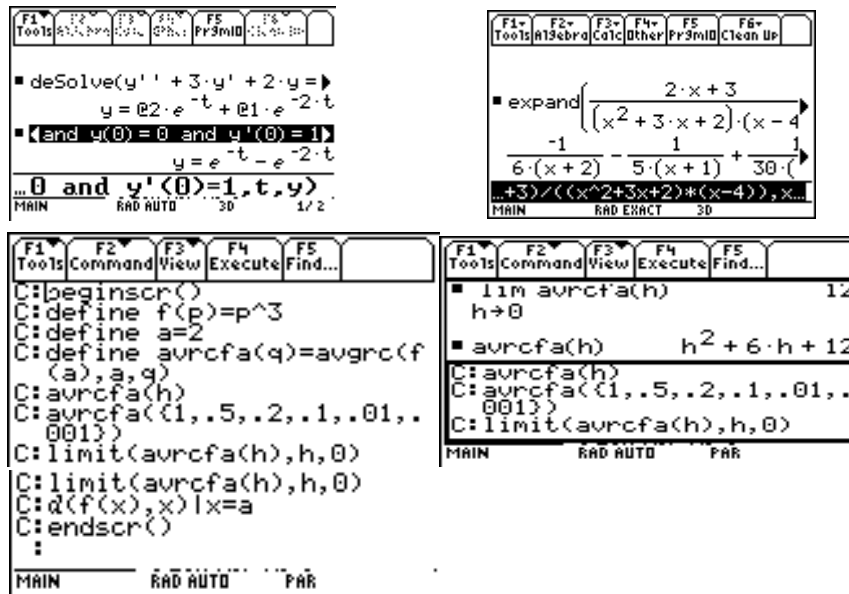 F1 F5
Tools PrgmIO
deSolve(y'' + 3·y' + 2·y =
y = @2·e^-t + @1·e^-2·t
and y(0) = 0 and y'(0) = 1
y = e^-t - e^-2·t
…0 and y'(0)=1,t,y)
MAIN RAD AUTO 3D 1/2
F1 F2 F3 F4 F5 F6
Tools Algebra Calc Other PrgmIO Clean Up
expand( (2·x + 3)/((x^2 + 3·x + 2)·(x - 4
-1/(6·(x + 2)) - 1/(5·(x + 1)) + 1/(30·(
…+3)/((x^2+3x+2)*(x-4)),x…
MAIN RAD EXACT 3D
F1 F2 F3 F4 F5
Tools Command View Execute Find...
C:beginscr()
C:define f(p)=p^3
C:define a=2
C:define avrcfa(q)=avgrc(f
(a),a,q)
C:avrcfa(h)
C:avrcfa({1,.5,.2,.1,.01,.
001})
C:limit(avrcfa(h),h,0)
C:limit(avrcfa(h),h,0)
C:d(f(x),x)|x=a
C:endscr()
:
MAIN RAD AUTO PAR
F1 F2 F3 F4 F5
Tools Command View Execute Find...
lim avrcfa(h) 12
h→0
avrcfa(h) h^2 + 6·h + 12
C:avrcfa(h)
C:avrcfa({1,.5,.2,.1,.01,.
001})
C:limit(avrcfa(h),h,0)
MAIN RAD AUTO PAR